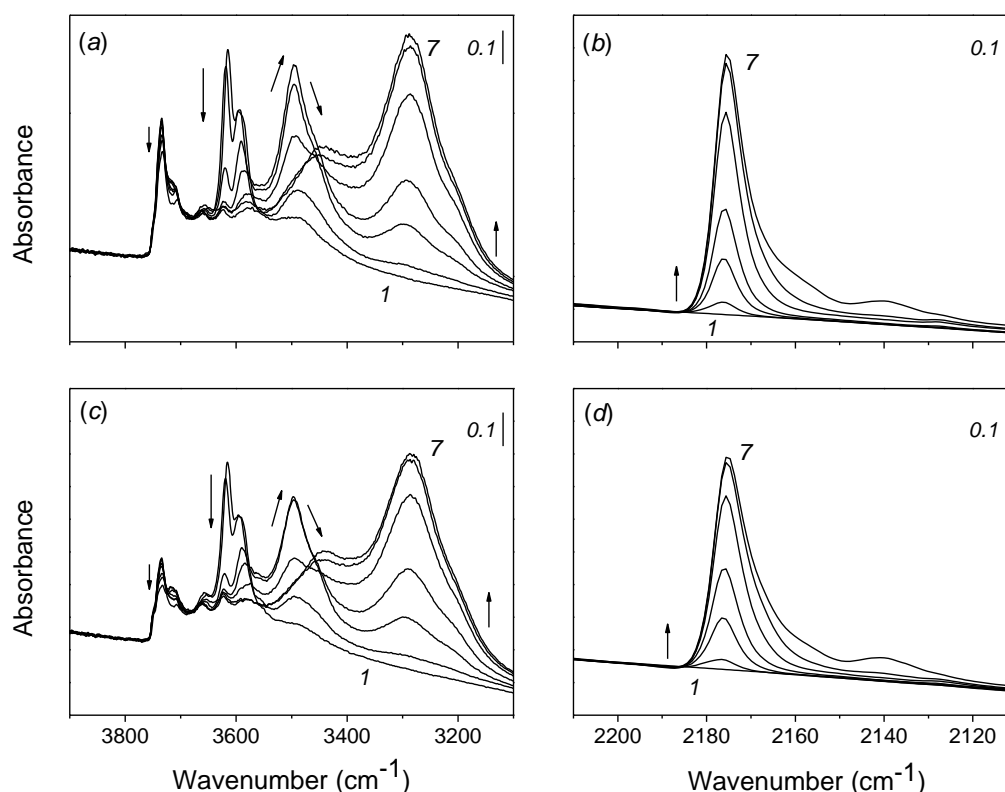 (a)
7
0.1
1
(b)
7
0.1
1
Absorbance
(c)
7
0.1
1
(d)
7
0.1
1
Absorbance
3800 3600 3400 3200
2200 2180 2160 2140 2120
Wavenumber (cm-1)
Wavenumber (cm-1)